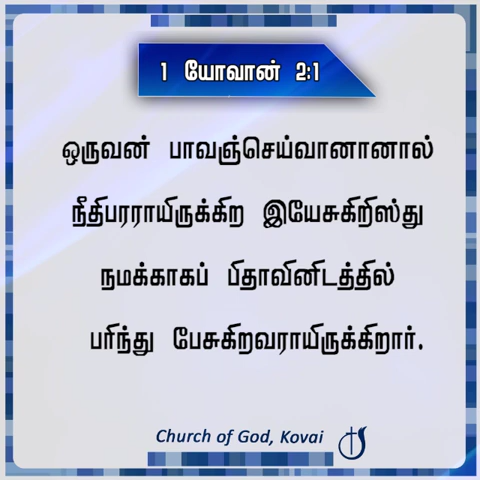 1 யோவான் 2:1
ஒருவன் பாவஞ்செய்வானானால்
நீதிபரராயிருக்கிற இயேசுகிறிஸ்து
நமக்காகப் பிதாவினிடத்தில்
பரிந்து பேசுகிறவராயிருக்கிறார்.
Church of God, Kovai